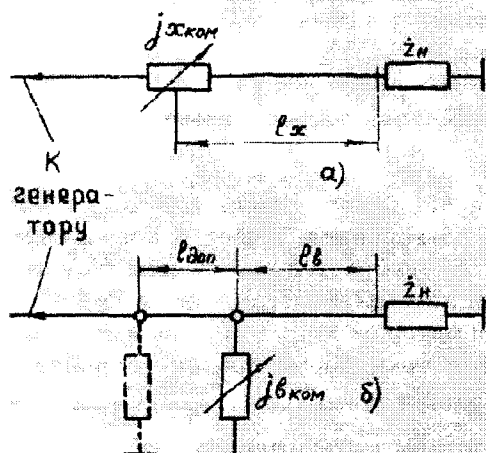 jxком
żн
ℓx
а)
К
генера-
тору
ℓдоп
ℓв
żн
jвком
б)